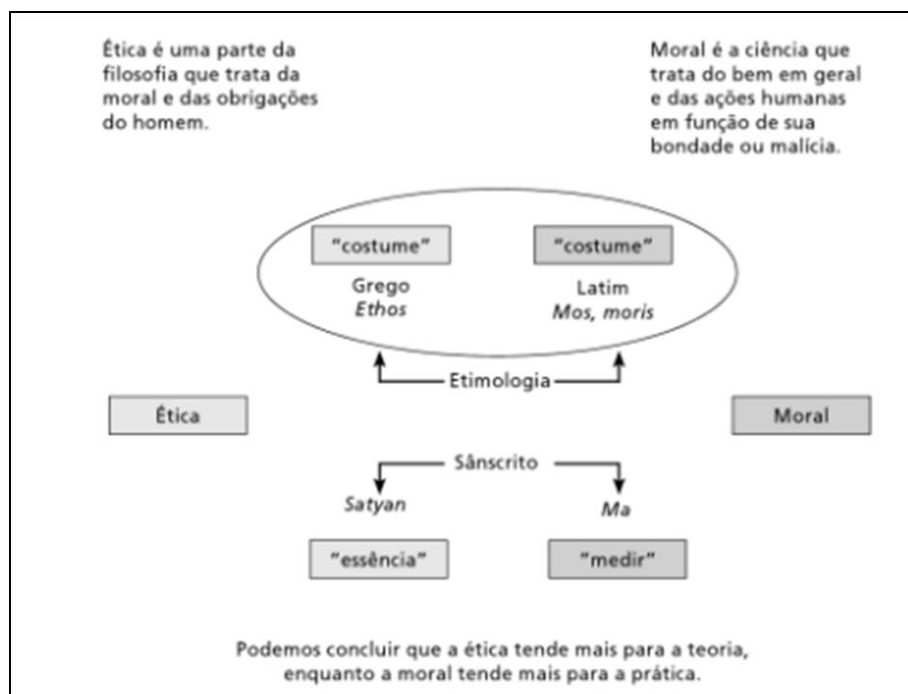 Ética é uma parte da
filosofia que trata da
moral e das obrigações
do homem.
Moral é a ciência que
trata do bem em geral
e das ações humanas
em função de sua
bondade ou malícia.
"costume"
Grego
Ethos
"costume"
Latim
Mos, moris
Etimologia
Ética
Moral
Sânscrito
Satyan
"essência"
Ma
"medir"
Podemos concluir que a ética tende mais para a teoria,
enquanto a moral tende mais para a prática.